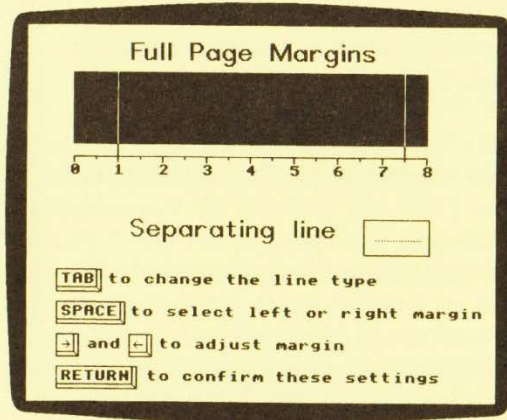 Full Page Margins
0 1 2 3 4 5 6 7 8
Separating line
TAB to change the line type
SPACE to select left or right margin
→ and ← to adjust margin
RETURN to confirm these settings